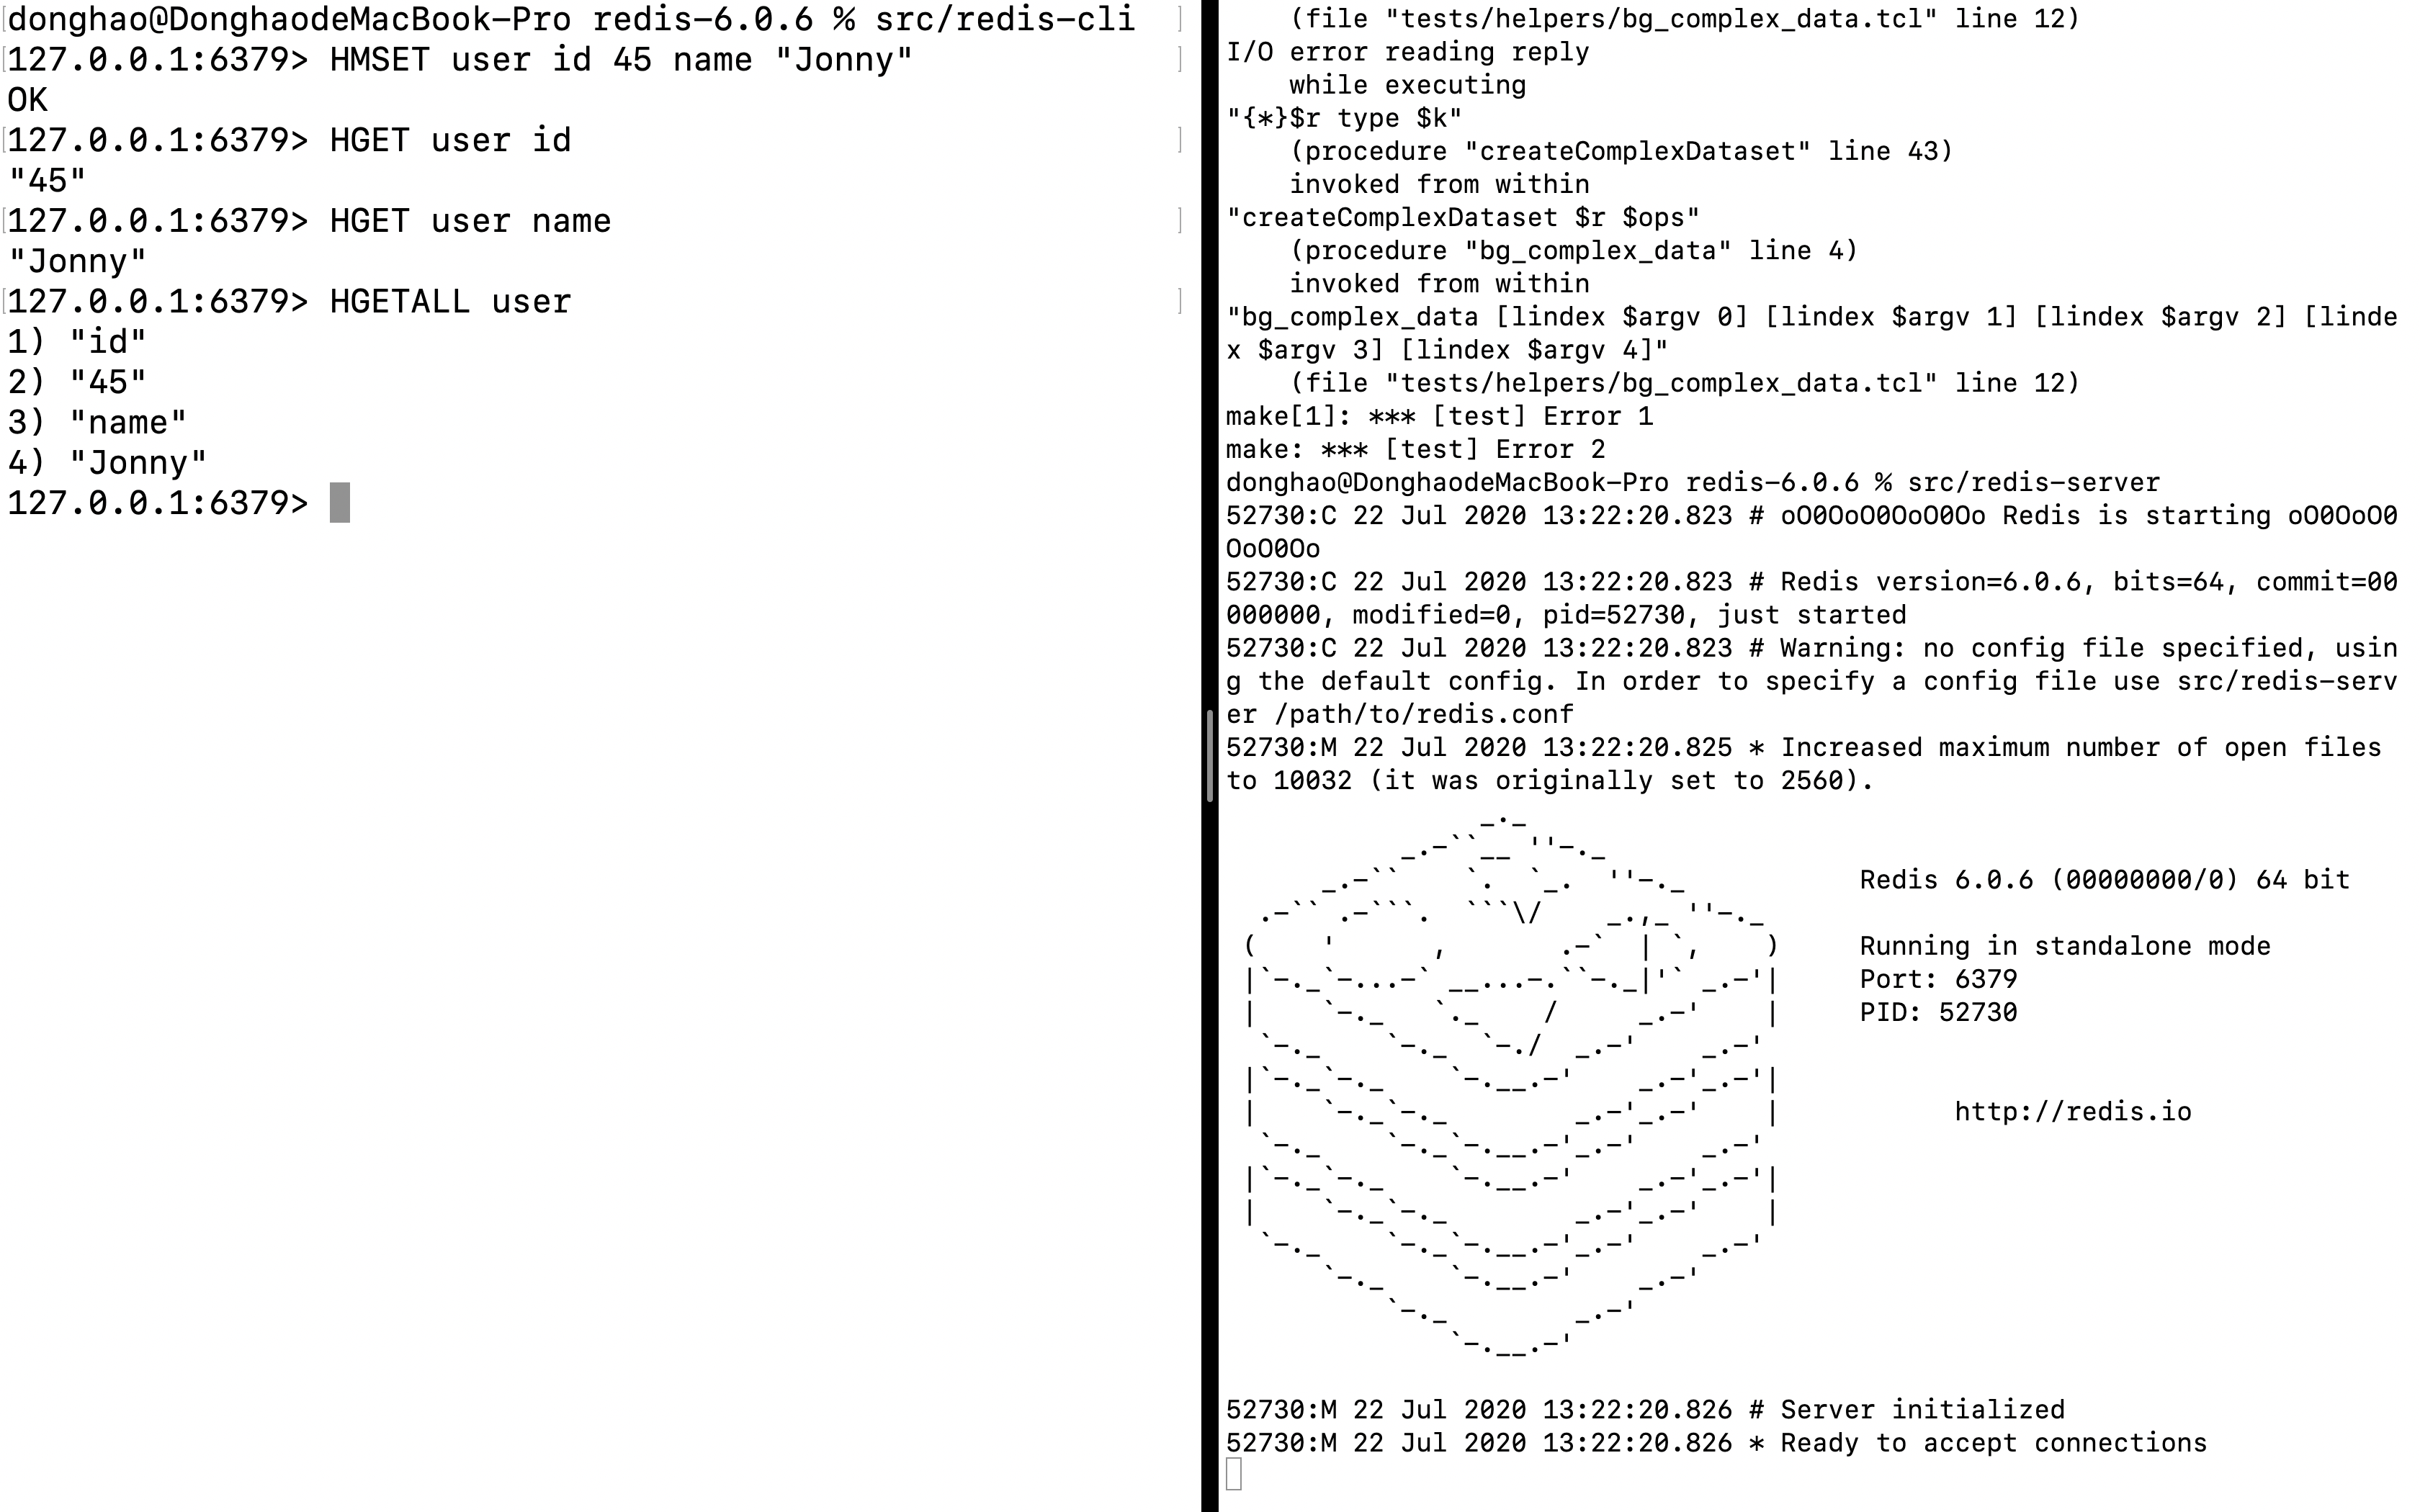 donghao@DonghaodeMacBook-Pro redis-6.0.6 % src/redis-cli
127.0.0.1:6379> HMSET user id 45 name "Jonny"
OK
127.0.0.1:6379> HGET user id
"45"
127.0.0.1:6379> HGET user name
"Jonny"
127.0.0.1:6379> HGETALL user
1) "id"
2) "45"
3) "name"
4) "Jonny"
127.0.0.1:6379>
(file "tests/helpers/bg_complex_data.tcl" line 12)
I/O error reading reply
while executing
"{*}$r type $k"
(procedure "createComplexDataset" line 43)
invoked from within
"createComplexDataset $r $ops"
(procedure "bg_complex_data" line 4)
invoked from within
"bg_complex_data [lindex $argv 0] [lindex $argv 1] [lindex $argv 2] [linde
x $argv 3] [lindex $argv 4]"
(file "tests/helpers/bg_complex_data.tcl" line 12)
make[1]: *** [test] Error 1
make: *** [test] Error 2
donghao@DonghaodeMacBook-Pro redis-6.0.6 % src/redis-server
52730:C 22 Jul 2020 13:22:20.823 # oO0OoO0OoO0Oo Redis is starting oO0OoO0
OoO0Oo
52730:C 22 Jul 2020 13:22:20.823 # Redis version=6.0.6, bits=64, commit=00
000000, modified=0, pid=52730, just started
52730:C 22 Jul 2020 13:22:20.823 # Warning: no config file specified, usin
g the default config. In order to specify a config file use src/redis-serv
er /path/to/redis.conf
52730:M 22 Jul 2020 13:22:20.825 * Increased maximum number of open files
to 10032 (it was originally set to 2560).
Redis 6.0.6 (00000000/0) 64 bit
Running in standalone mode
Port: 6379
PID: 52730
http://redis.io
52730:M 22 Jul 2020 13:22:20.826 # Server initialized
52730:M 22 Jul 2020 13:22:20.826 * Ready to accept connections